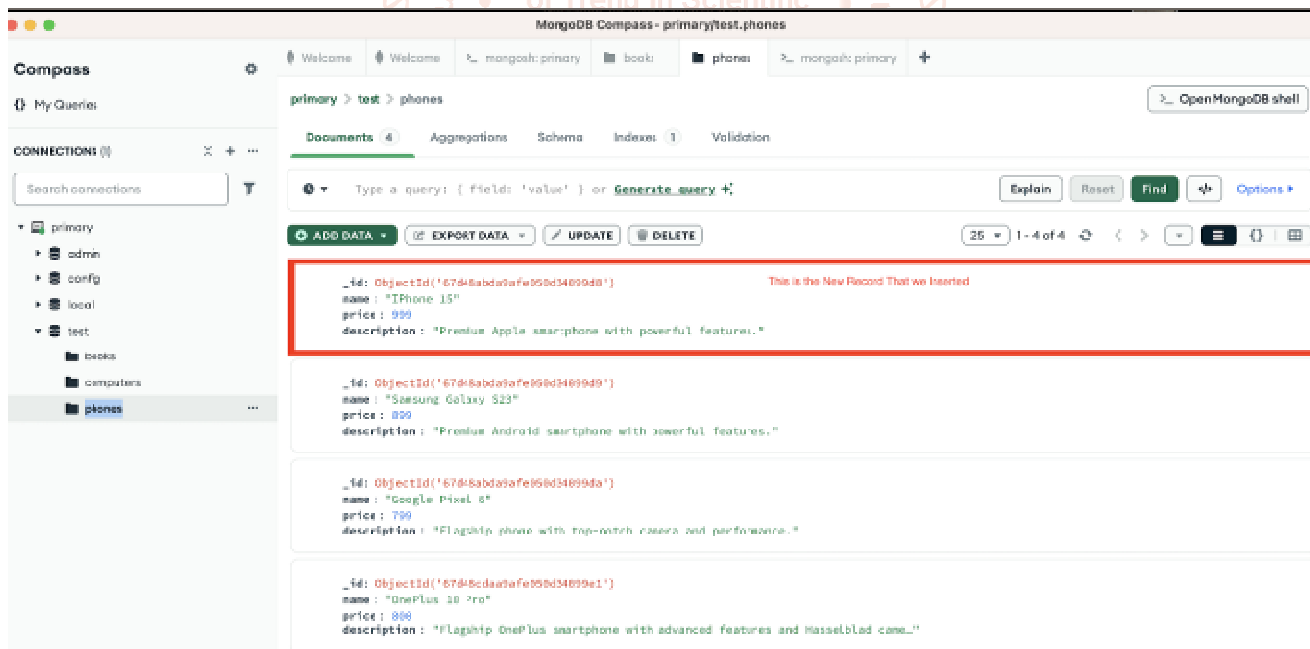 of Trend in Scientific
MongoDB Compass - primary/test.phones
Compass
My Queries
CONNECTIONS (1)
Search connections
primary
admin
config
local
test
books
computers
phones
Welcome
Welcome
>_ mongosh: primary
books
phones
>_ mongosh: primary
primary > test > phones
>_ Open MongoDB shell
Documents 4 Aggregations Schema Indexes 1 Validation
Type a query: { field: 'value' } or Generate query
Explain Reset Find </> Options
ADD DATA EXPORT DATA UPDATE DELETE
25 1 - 4 of 4
This is the New Record That we Inserted
_id: ObjectId(
name : "IPhone 15"
price : 999
description : "Premium Apple smartphone with powerful features."
_id: ObjectId(
name : "Samsung Galaxy S23"
price : 899
description : "Premium Android smartphone with powerful features."
_id: ObjectId(
name : "Google Pixel
price : 799
description : "Flagship phone with top-notch camera and performance."
_id: ObjectId(
name : "OnePlus 10 Pro"
price :
description : "Flagship OnePlus smartphone with advanced features and Hasselblad came…"